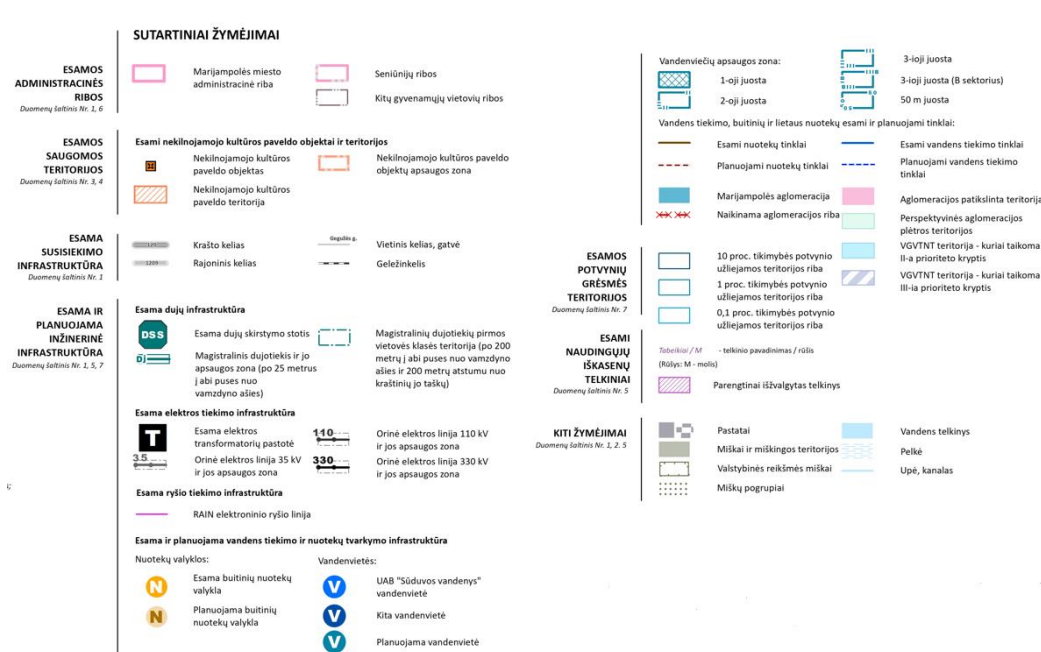 SUTARTINIAI ŽYMĖJIMAI
ESAMOS
ADMINISTRACINĖS
RIBOS
Duomenų šaltinis Nr. 1, 6
Marijampolės miesto
administracinė riba
Seniūnijų ribos
Kitų gyvenamųjų vietovių ribos
ESAMOS
SAUGOMOS
TERITORIJOS
Duomenų šaltinis Nr. 3, 4
Esami nekilnojamojo kultūros paveldo objektai ir teritorijos
Nekilnojamojo kultūros
paveldo objektas
Nekilnojamojo kultūros
paveldo teritorija
Nekilnojamojo kultūros paveldo
objektų apsaugos zona
ESAMA
SUSISIEKIMO
INFRASTRUKTŪRA
Duomenų šaltinis Nr. 1
Krašto kelias
1209
Rajoninis kelias
Gegulės g.
Vietinis kelias, gatvė
Geležinkelis
ESAMA IR
PLANUOJAMA
INŽINERINĖ
INFRASTRUKTŪRA
Duomenų šaltinis Nr. 1, 5, 7
Esama dujų infrastruktūra
DSS
Esama dujų skirstymo stotis
DJ
Magistralinis dujotiekis ir jo
apsaugos zona (po 25 metrus
į abi puses nuo
vamzdyno ašies)
Magistralinių dujotiekių pirmos
vietovės klasės teritorija (po 200
metrų į abi puses nuo vamzdyno
ašies ir 200 metrų atstumu nuo
kraštinių jo taškų)
Esama elektros tiekimo infrastruktūra
T
Esama elektros
transformatorių pastotė
35
Orinė elektros linija 35 kV
ir jos apsaugos zona
110
Orinė elektros linija 110 kV
ir jos apsaugos zona
330
Orinė elektros linija 330 kV
ir jos apsaugos zona
Esama ryšio tiekimo infrastruktūra
RAIN elektroninio ryšio linija
Esama ir planuojama vandens tiekimo ir nuotekų tvarkymo infrastruktūra
Nuotekų valyklos:
N
Esama buitinių nuotekų
valykla
N
Planuojama buitinių
nuotekų valykla
Vandenvietės:
V
UAB "Sūduvos vandenys"
vandenvietė
V
Kita vandenvietė
V
Planuojama vandenvietė
Vandenviečių apsaugos zona:
1-oji juosta
2-oji juosta
3-ioji juosta
3-ioji juosta (B sektorius)
50 m juosta
Vandens tiekimo, buitinių ir lietaus nuotekų esami ir planuojami tinklai:
Esami nuotekų tinklai
Planuojami nuotekų tinklai
Marijampolės aglomeracija
Naikinama aglomeracijos riba
Esami vandens tiekimo tinklai
Planuojami vandens tiekimo
tinklai
Aglomeracijos patikslinta teritorija
Perspektyvinės aglomeracijos
plėtros teritorijos
VGVTNT teritorija - kuriai taikoma
II-a prioriteto kryptis
VGVTNT teritorija - kuriai taikoma
III-ia prioriteto kryptis
ESAMOS
POTVYNIŲ
GRĖSMĖS
TERITORIJOS
Duomenų šaltinis Nr. 7
10 proc. tikimybės potvynio
užliejamos teritorijos riba
1 proc. tikimybės potvynio
užliejamos teritorijos riba
0,1 proc. tikimybės potvynio
užliejamos teritorijos riba
ESAMI
NAUDINGŲJŲ
IŠKASENŲ
TELKINIAI
Duomenų šaltinis Nr. 5
Tabeikiai / M - telkinio pavadinimas / rūšis
(Rūšys: M - molis)
Parengtinai išžvalgytas telkinys
KITI ŽYMĖJIMAI
Duomenų šaltinis Nr. 1, 2. 5
Pastatai
Miškai ir miškingos teritorijos
Valstybinės reikšmės miškai
Miškų pogrupiai
Vandens telkinys
Pelkė
Upė, kanalas